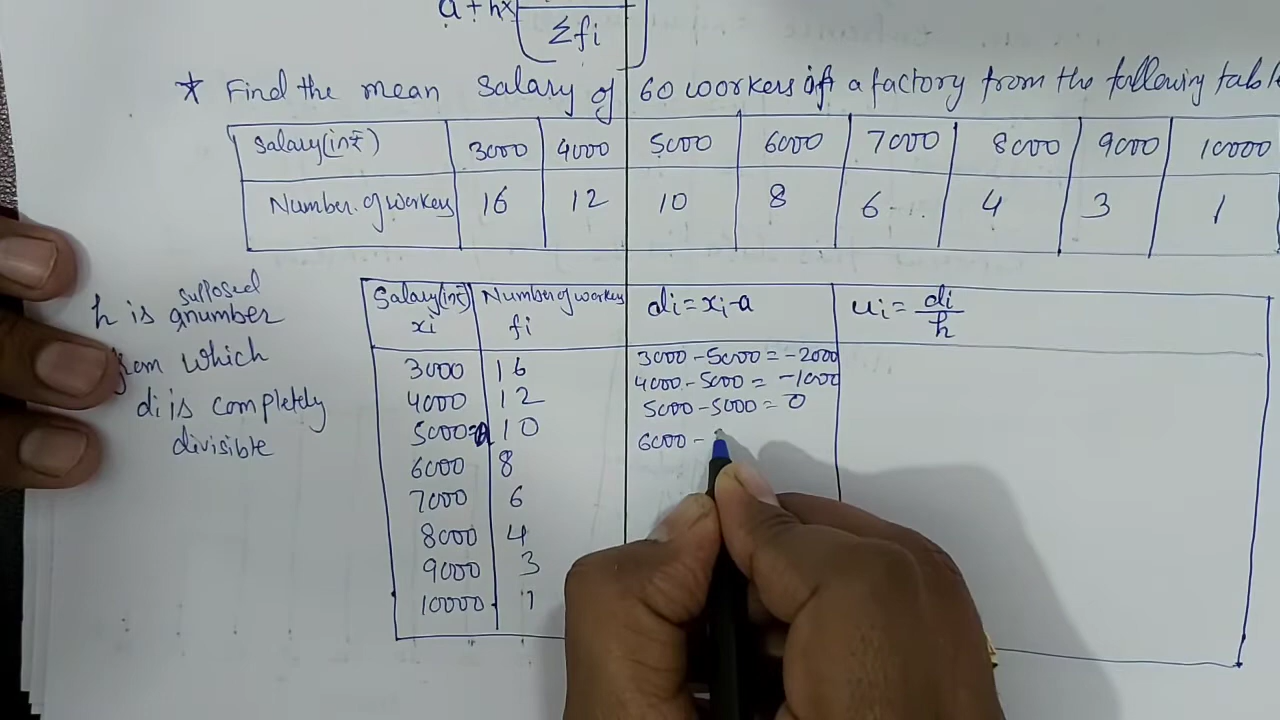 a + h×
Σfi
* Find the mean salary of 60 workers of a factory from the following table
Salary(in₹) 3000 4000 5000 6000 7000 8000 9000 10000
Number of workers 16 12 10 8 6 4 3 1
h is supposed a number
from which
di is completely
divisible
Salary(in₹) xi Number of workers fi di = xi-a ui = di/h
3000 16 3000 - 5000 = -2000
4000 12 4000 - 5000 = -1000
5000=a 10 5000 - 5000 = 0
6000 8 6000 -
7000 6
8000 4
9000 3
10000 1